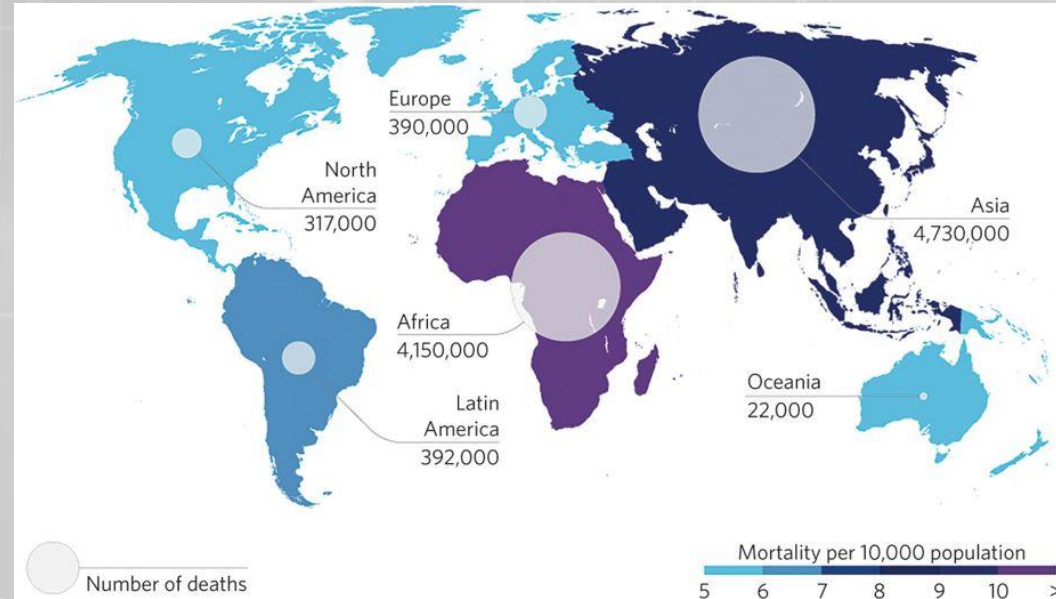 Europe
390,000
North
America
317,000
Asia
4,730,000
Africa
4,150,000
Latin
America
392,000
Oceania
22,000
Number of deaths
Mortality per 10,000 population
5 6 7 8 9 10 >